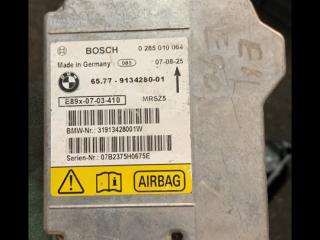 BOSCH 0 285 010 064
Made in Germany 083 07-08-25
65.77 - 9134280-01
E89x-07-03-410 MRSZ5
BMW-Nr.: 31913428001W
Serien-Nr.: 07B2375H0675E
AIRBAG